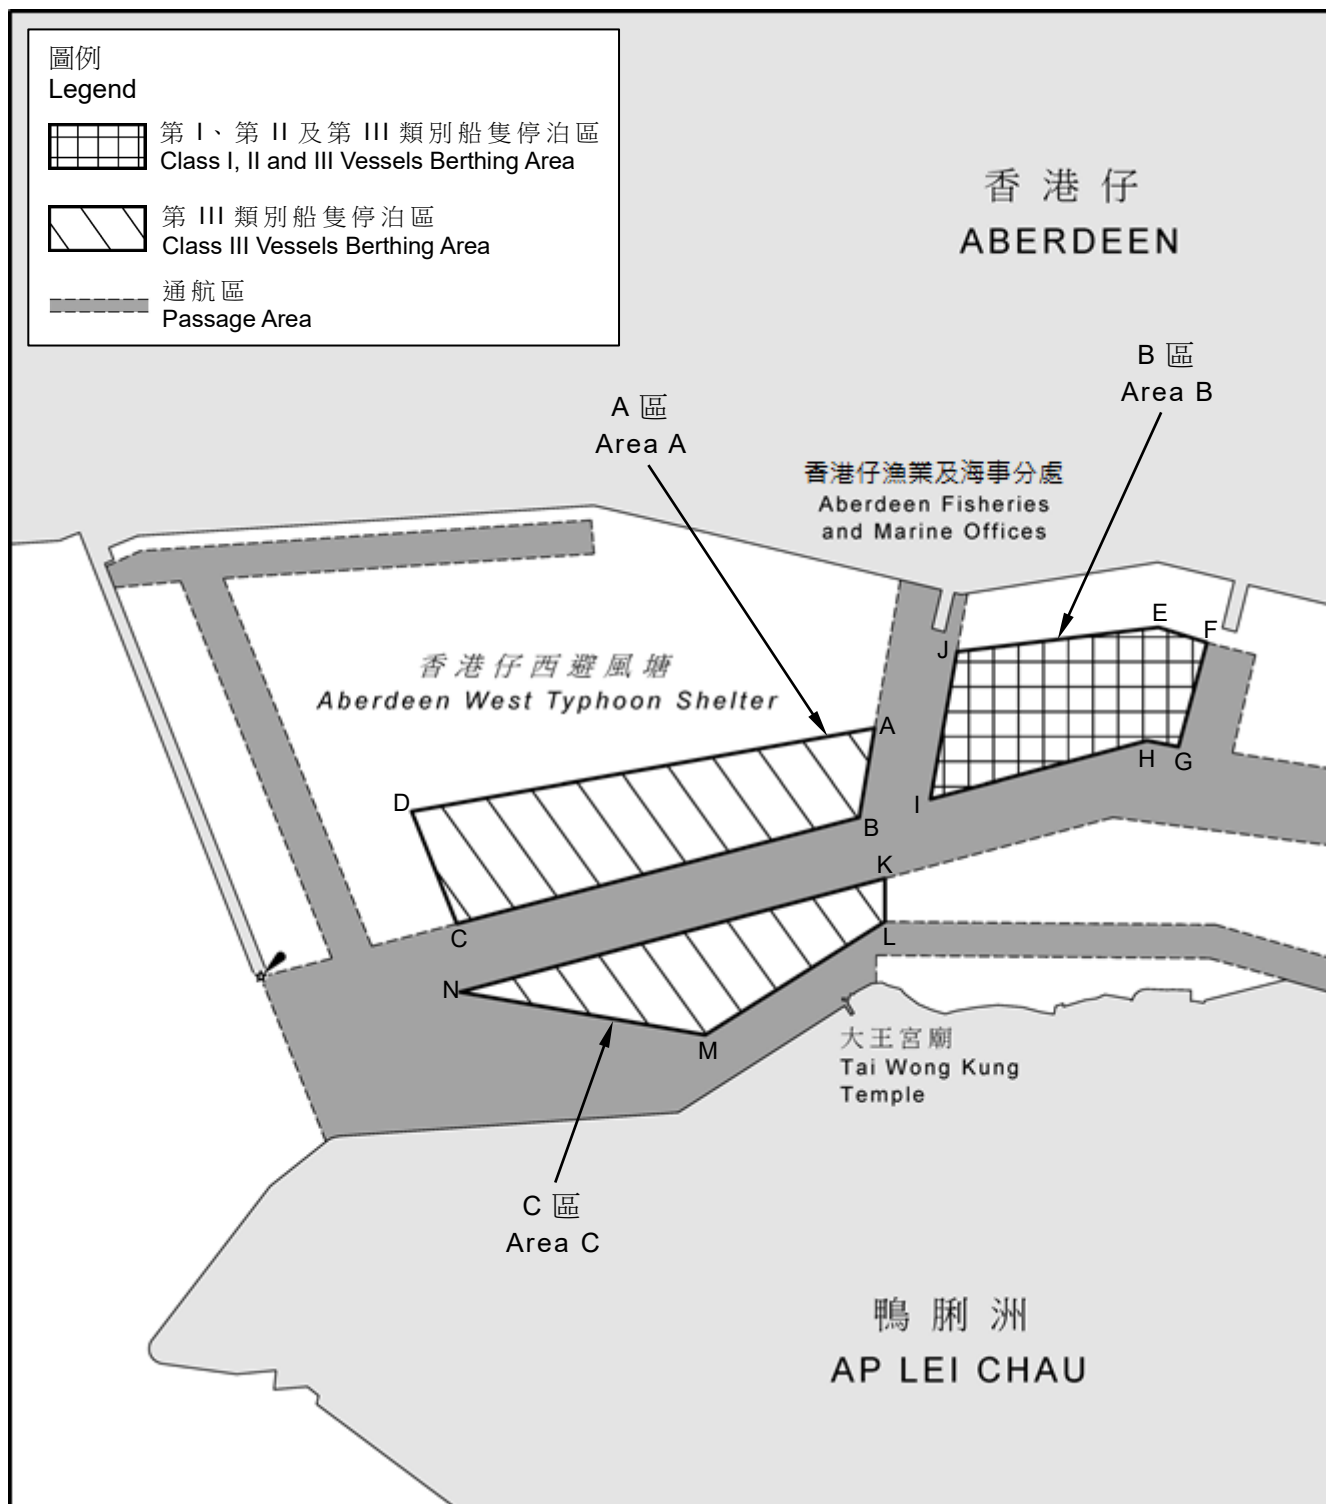 圖例
Legend
第 I、第 II 及第 III 類別船隻停泊區
Class I, II and III Vessels Berthing Area
第 III 類別船隻停泊區
Class III Vessels Berthing Area
通航區
Passage Area
香港仔
ABERDEEN
B 區
Area B
A 區
Area A
香港仔漁業及海事分處
Aberdeen Fisheries
and Marine Offices
E
F
J
香港仔西避風塘
Aberdeen West Typhoon Shelter
A
H
G
D
I
B
K
C
L
N
M
大王宮廟
Tai Wong Kung
Temple
C 區
Area C
鴨脷洲
AP LEI CHAU